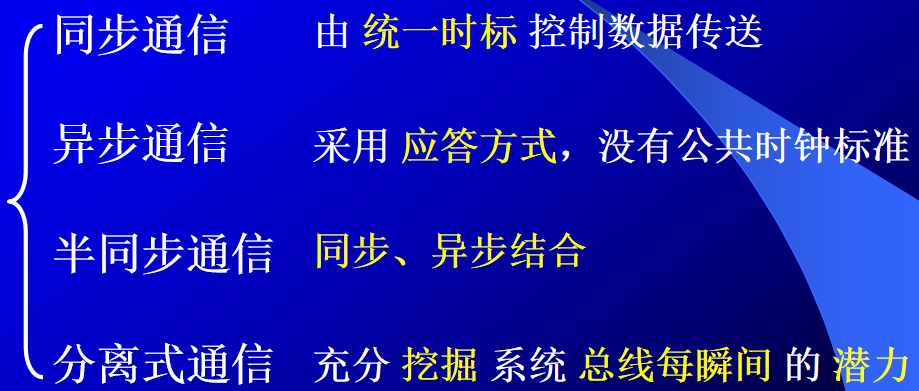 同步通信 由 统一时标 控制数据传送
异步通信 采用 应答方式，没有公共时钟标准
半同步通信 同步、异步结合
分离式通信 充分 挖掘 系统 总线每瞬间 的 潜力